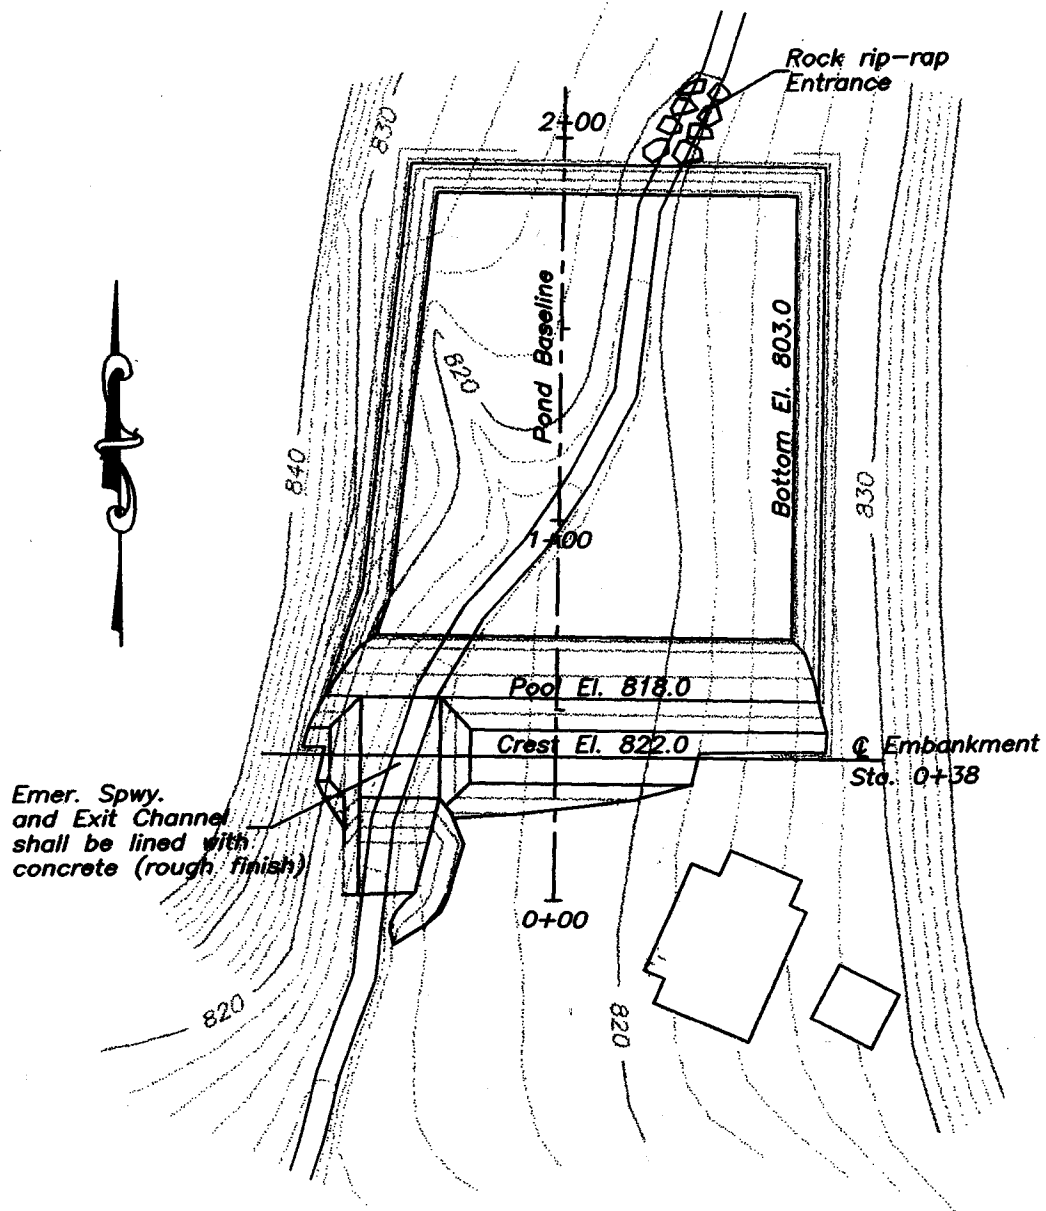 Rock rip-rap
Entrance
2+00
830
820
Pond Baseline
Bottom El. 803.0
840
830
1+00
Pool El. 818.0
Crest El. 822.0
℄ Embankment
Sta. 0+38
Emer. Spwy.
and Exit Channel
shall be lined with
concrete (rough finish)
0+00
820
820